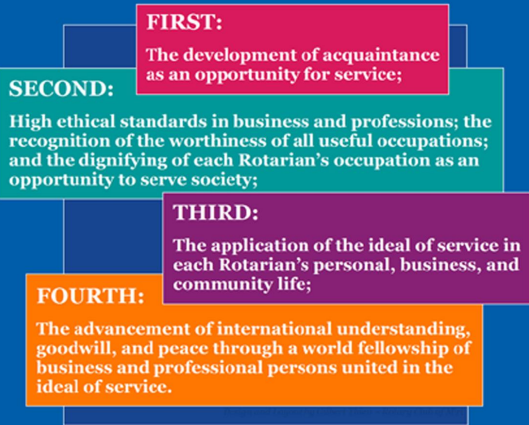 FIRST:
The development of acquaintance
as an opportunity for service;
SECOND:
High ethical standards in business and professions; the
recognition of the worthiness of all useful occupations;
and the dignifying of each Rotarian’s occupation as an
opportunity to serve society;
THIRD:
The application of the ideal of service in
each Rotarian’s personal, business, and
community life;
FOURTH:
The advancement of international understanding,
goodwill, and peace through a world fellowship of
business and professional persons united in the
ideal of service.